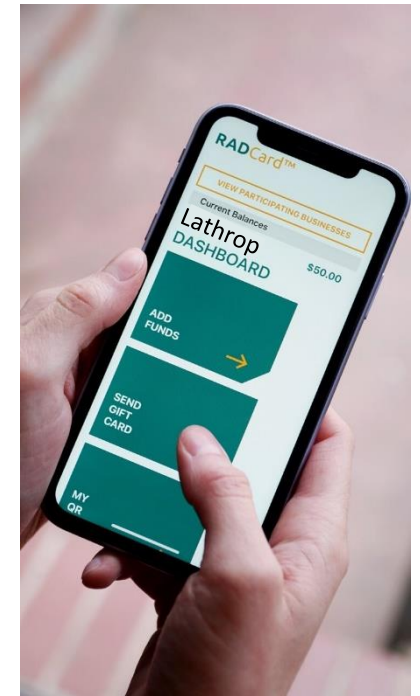 RADCard™
VIEW PARTICIPATING BUSINESSES
Current Balances
Lathrop
$50.00
DASHBOARD
ADD
FUNDS
SEND
GIFT
CARD
MY
QR